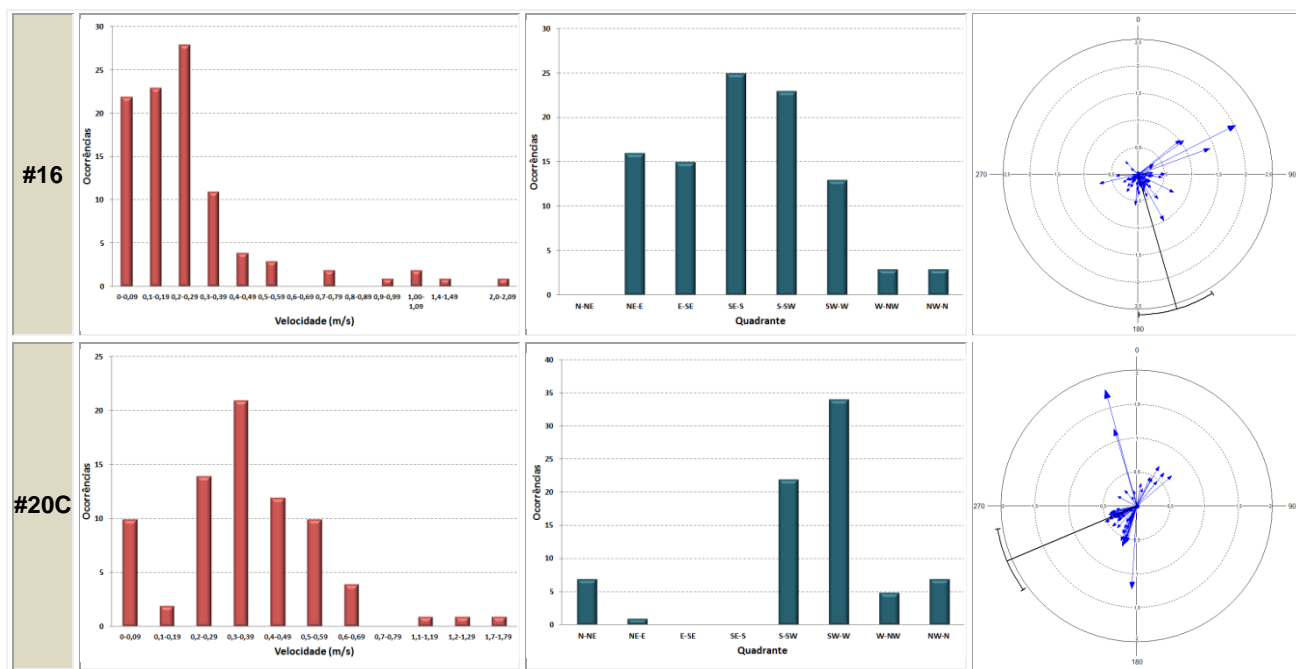 #16
30
25
20
15
10
5
0
Ocorrências
0-0,09 0,1-0,19 0,2-0,29 0,3-0,39 0,4-0,49 0,5-0,59 0,6-0,69 0,7-0,79 0,8-0,89 0,9-0,99 1,00-1,09 1,4-1,49 2,0-2,09
Velocidade (m/s)
30
25
20
15
10
5
0
Ocorrências
N-NE NE-E E-SE SE-S S-SW SW-W W-NW NW-N
Quadrante
0
270
90
180
#20C
25
20
15
10
5
0
Ocorrências
0-0,09 0,1-0,19 0,2-0,29 0,3-0,39 0,4-0,49 0,5-0,59 0,6-0,69 0,7-0,79 1,1-1,19 1,2-1,29 1,7-1,79
Velocidade (m/s)
40
35
30
25
20
15
10
5
0
Ocorrências
N-NE NE-E E-SE SE-S S-SW SW-W W-NW NW-N
Quadrante
0
270
90
180